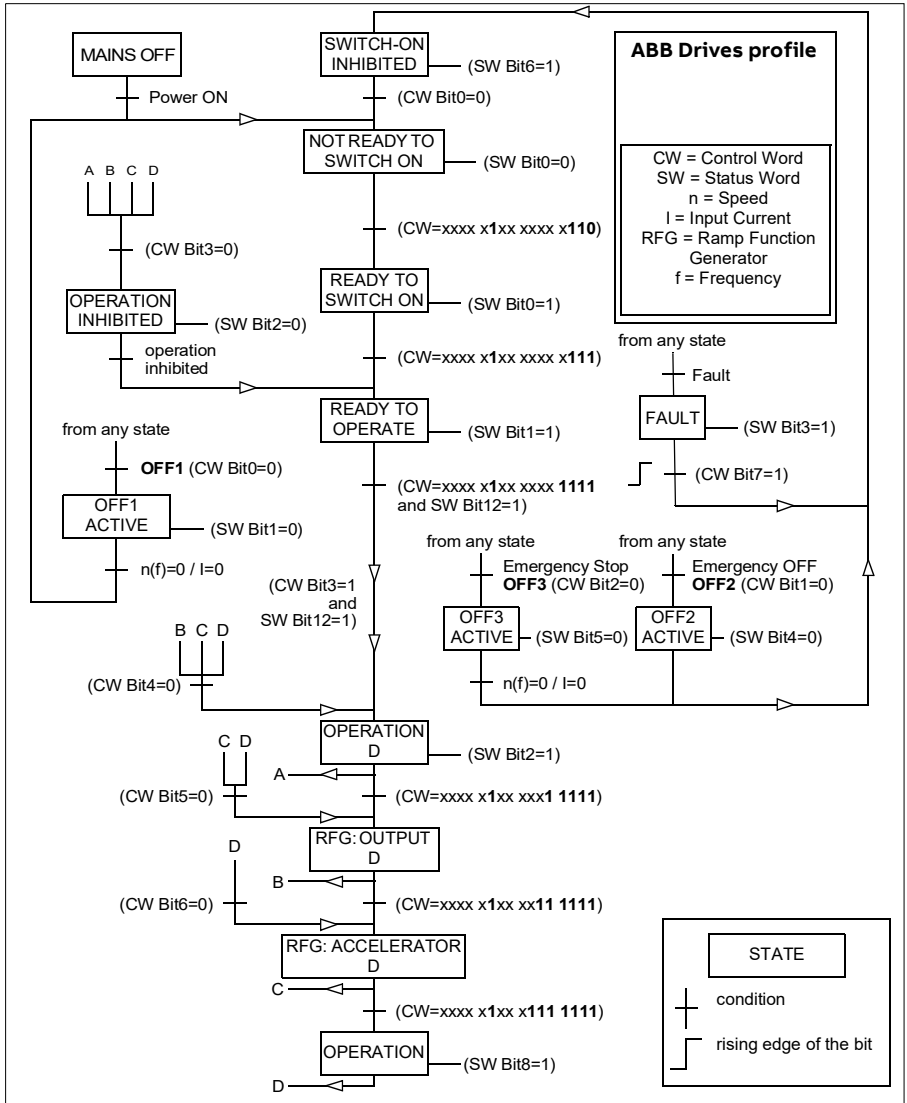 MAINS OFF
Power ON
SWITCH-ON
INHIBITED
(SW Bit6=1)
(CW Bit0=0)
NOT READY TO
SWITCH ON
(SW Bit0=0)
A B C D
(CW Bit3=0)
(CW=xxxx x1xx xxxx x110)
OPERATION
INHIBITED
(SW Bit2=0)
operation
inhibited
READY TO
SWITCH ON
(SW Bit0=1)
(CW=xxxx x1xx xxxx x111)
READY TO
OPERATE
(SW Bit1=1)
from any state
OFF1 (CW Bit0=0)
OFF1
ACTIVE
(SW Bit1=0)
n(f)=0 / I=0
(CW=xxxx x1xx xxxx 1111
and SW Bit12=1)
(CW Bit3=1
and
SW Bit12=1)
ABB Drives profile
CW = Control Word
SW = Status Word
n = Speed
I = Input Current
RFG = Ramp Function
Generator
f = Frequency
from any state
Fault
FAULT
(SW Bit3=1)
(CW Bit7=1)
from any state
Emergency Stop
OFF3 (CW Bit2=0)
OFF3
ACTIVE
(SW Bit5=0)
n(f)=0 / I=0
from any state
Emergency OFF
OFF2 (CW Bit1=0)
OFF2
ACTIVE
(SW Bit4=0)
B C D
(CW Bit4=0)
OPERATION
D
(SW Bit2=1)
A
C D
(CW Bit5=0)
(CW=xxxx x1xx xxx1 1111)
RFG: OUTPUT
D
B
D
(CW Bit6=0)
(CW=xxxx x1xx xx11 1111)
RFG: ACCELERATOR
D
C
(CW=xxxx x1xx x111 1111)
OPERATION
(SW Bit8=1)
D
STATE
condition
rising edge of the bit